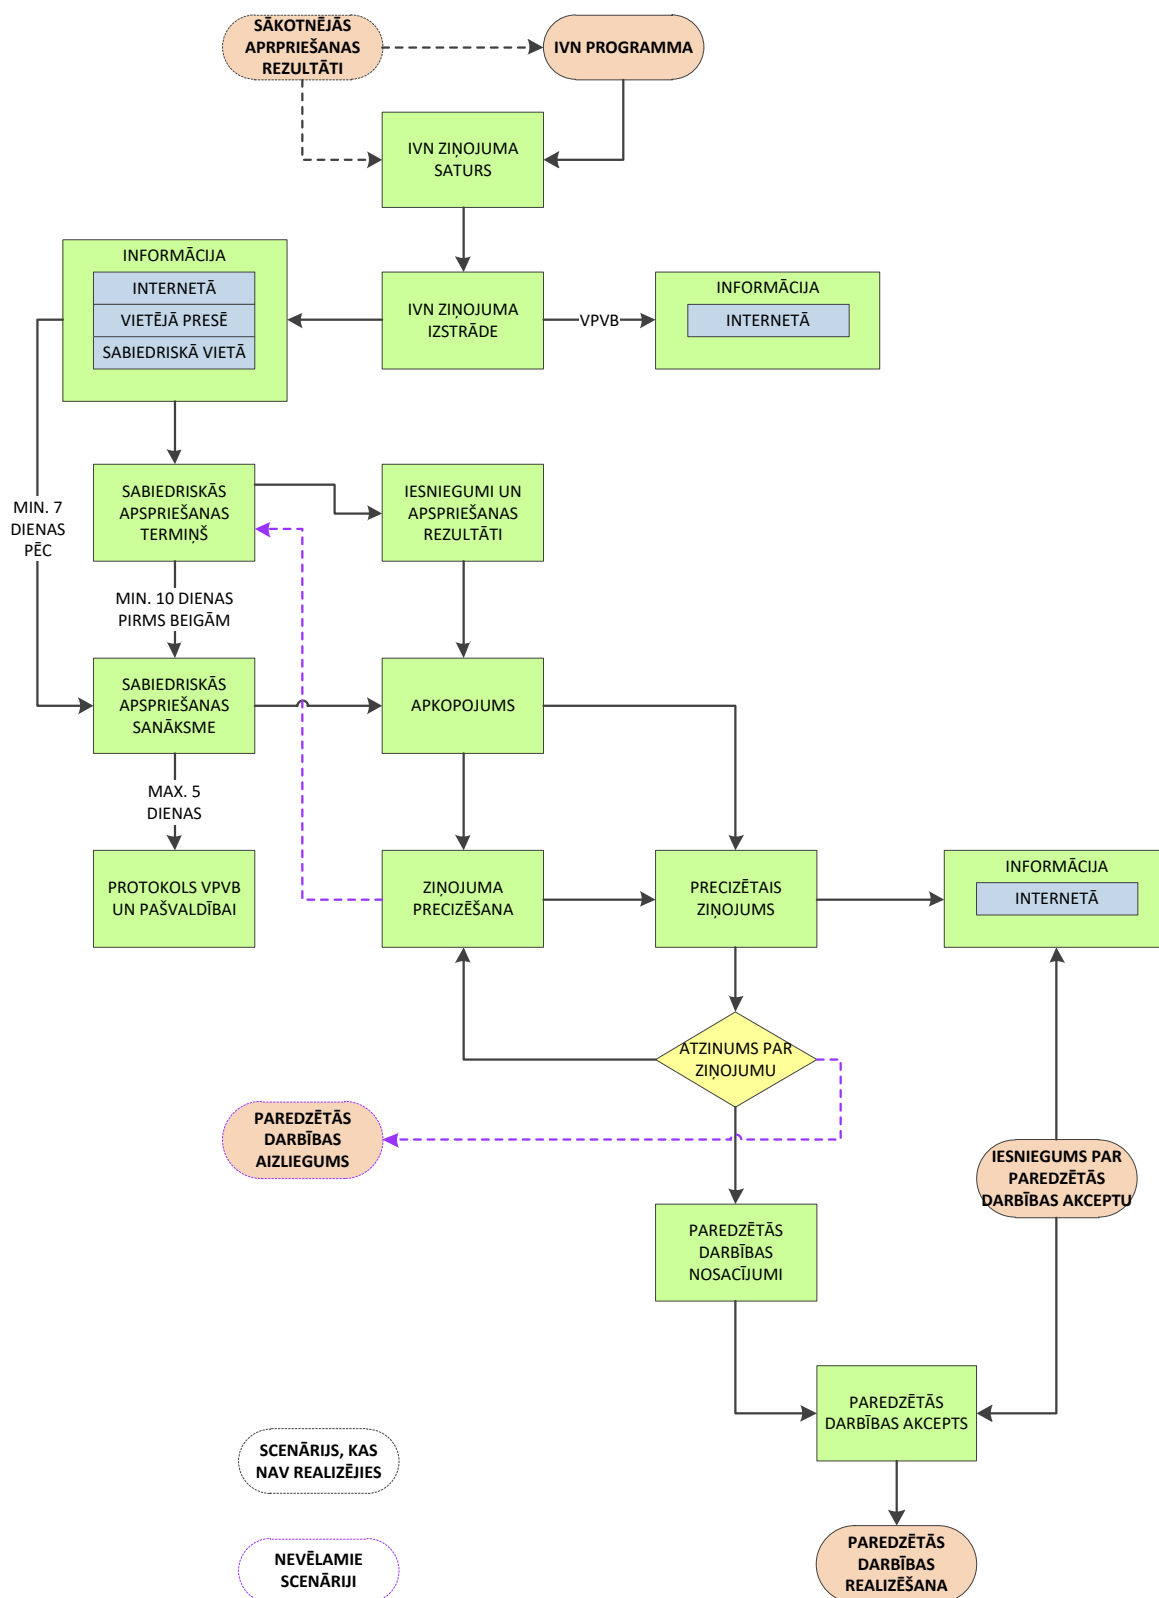 SĀKOTNĒJĀS
APRPRIEŠANAS
REZULTĀTI
IVN PROGRAMMA
IVN ZIŅOJUMA
SATURS
INFORMĀCIJA
INTERNETĀ
VIETĒJĀ PRESĒ
SABIEDRISKĀ VIETĀ
IVN ZIŅOJUMA
IZSTRĀDE
VPVB
INFORMĀCIJA
INTERNETĀ
MIN. 7
DIENAS
PĒC
SABIEDRISKĀS
APSPRIEŠANAS
TERMIŅŠ
IESNIEGUMI UN
APSPRIEŠANAS
REZULTĀTI
MIN. 10 DIENAS
PIRMS BEIGĀM
SABIEDRISKĀS
APSPRIEŠANAS
SANĀKSME
APKOPOJUMS
MAX. 5
DIENAS
PROTOKOLS VPVB
UN PAŠVALDĪBAI
ZIŅOJUMA
PRECIZĒŠANA
PRECIZĒTAIS
ZIŅOJUMS
INFORMĀCIJA
INTERNETĀ
ATZINUMS PAR
ZIŅOJUMU
PAREDZĒTĀS
DARBĪBAS
AIZLIEGUMS
IESNIEGUMS PAR
PAREDZĒTĀS
DARBĪBAS AKCEPTU
PAREDZĒTĀS
DARBĪBAS
NOSACĪJUMI
PAREDZĒTĀS
DARBĪBAS AKCEPTS
SCENĀRIJS, KAS
NAV REALIZĒJIES
NEVĒLAMIE
SCENĀRIJI
PAREDZĒTĀS
DARBĪBAS
REALIZĒŠANA